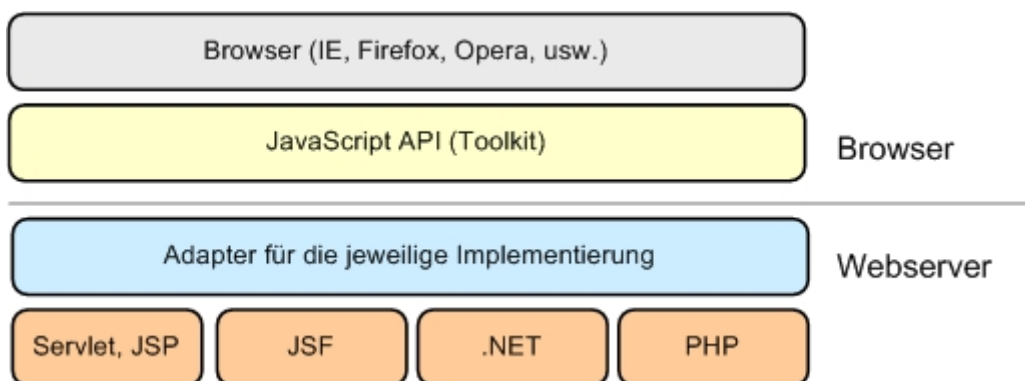 Browser (IE, Firefox, Opera, usw.)
JavaScript API (Toolkit)
Browser
Adapter für die jeweilige Implementierung
Webserver
Servlet, JSP
JSF
.NET
PHP